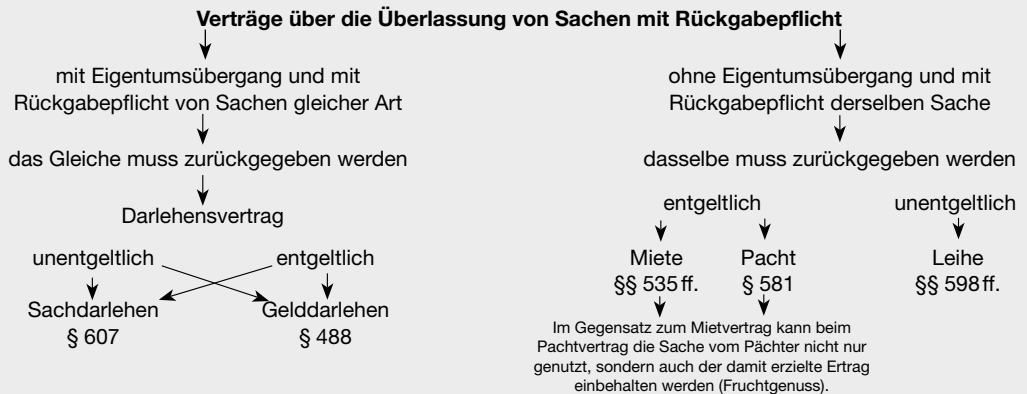 Verträge über die Überlassung von Sachen mit Rückgabepflicht
mit Eigentumsübergang und mit
Rückgabepflicht von Sachen gleicher Art
das Gleiche muss zurückgegeben werden
Darlehensvertrag
unentgeltlich entgeltlich
Sachdarlehen Gelddarlehen
§ 607 § 488
ohne Eigentumsübergang und mit
Rückgabepflicht derselben Sache
dasselbe muss zurückgegeben werden
entgeltlich unentgeltlich
Miete Pacht Leihe
§§ 535 ff. § 581 §§ 598 ff.
Im Gegensatz zum Mietvertrag kann beim
Pachtvertrag die Sache vom Pächter nicht nur
genutzt, sondern auch der damit erzielte Ertrag
einbehalten werden (Fruchtgenuss).